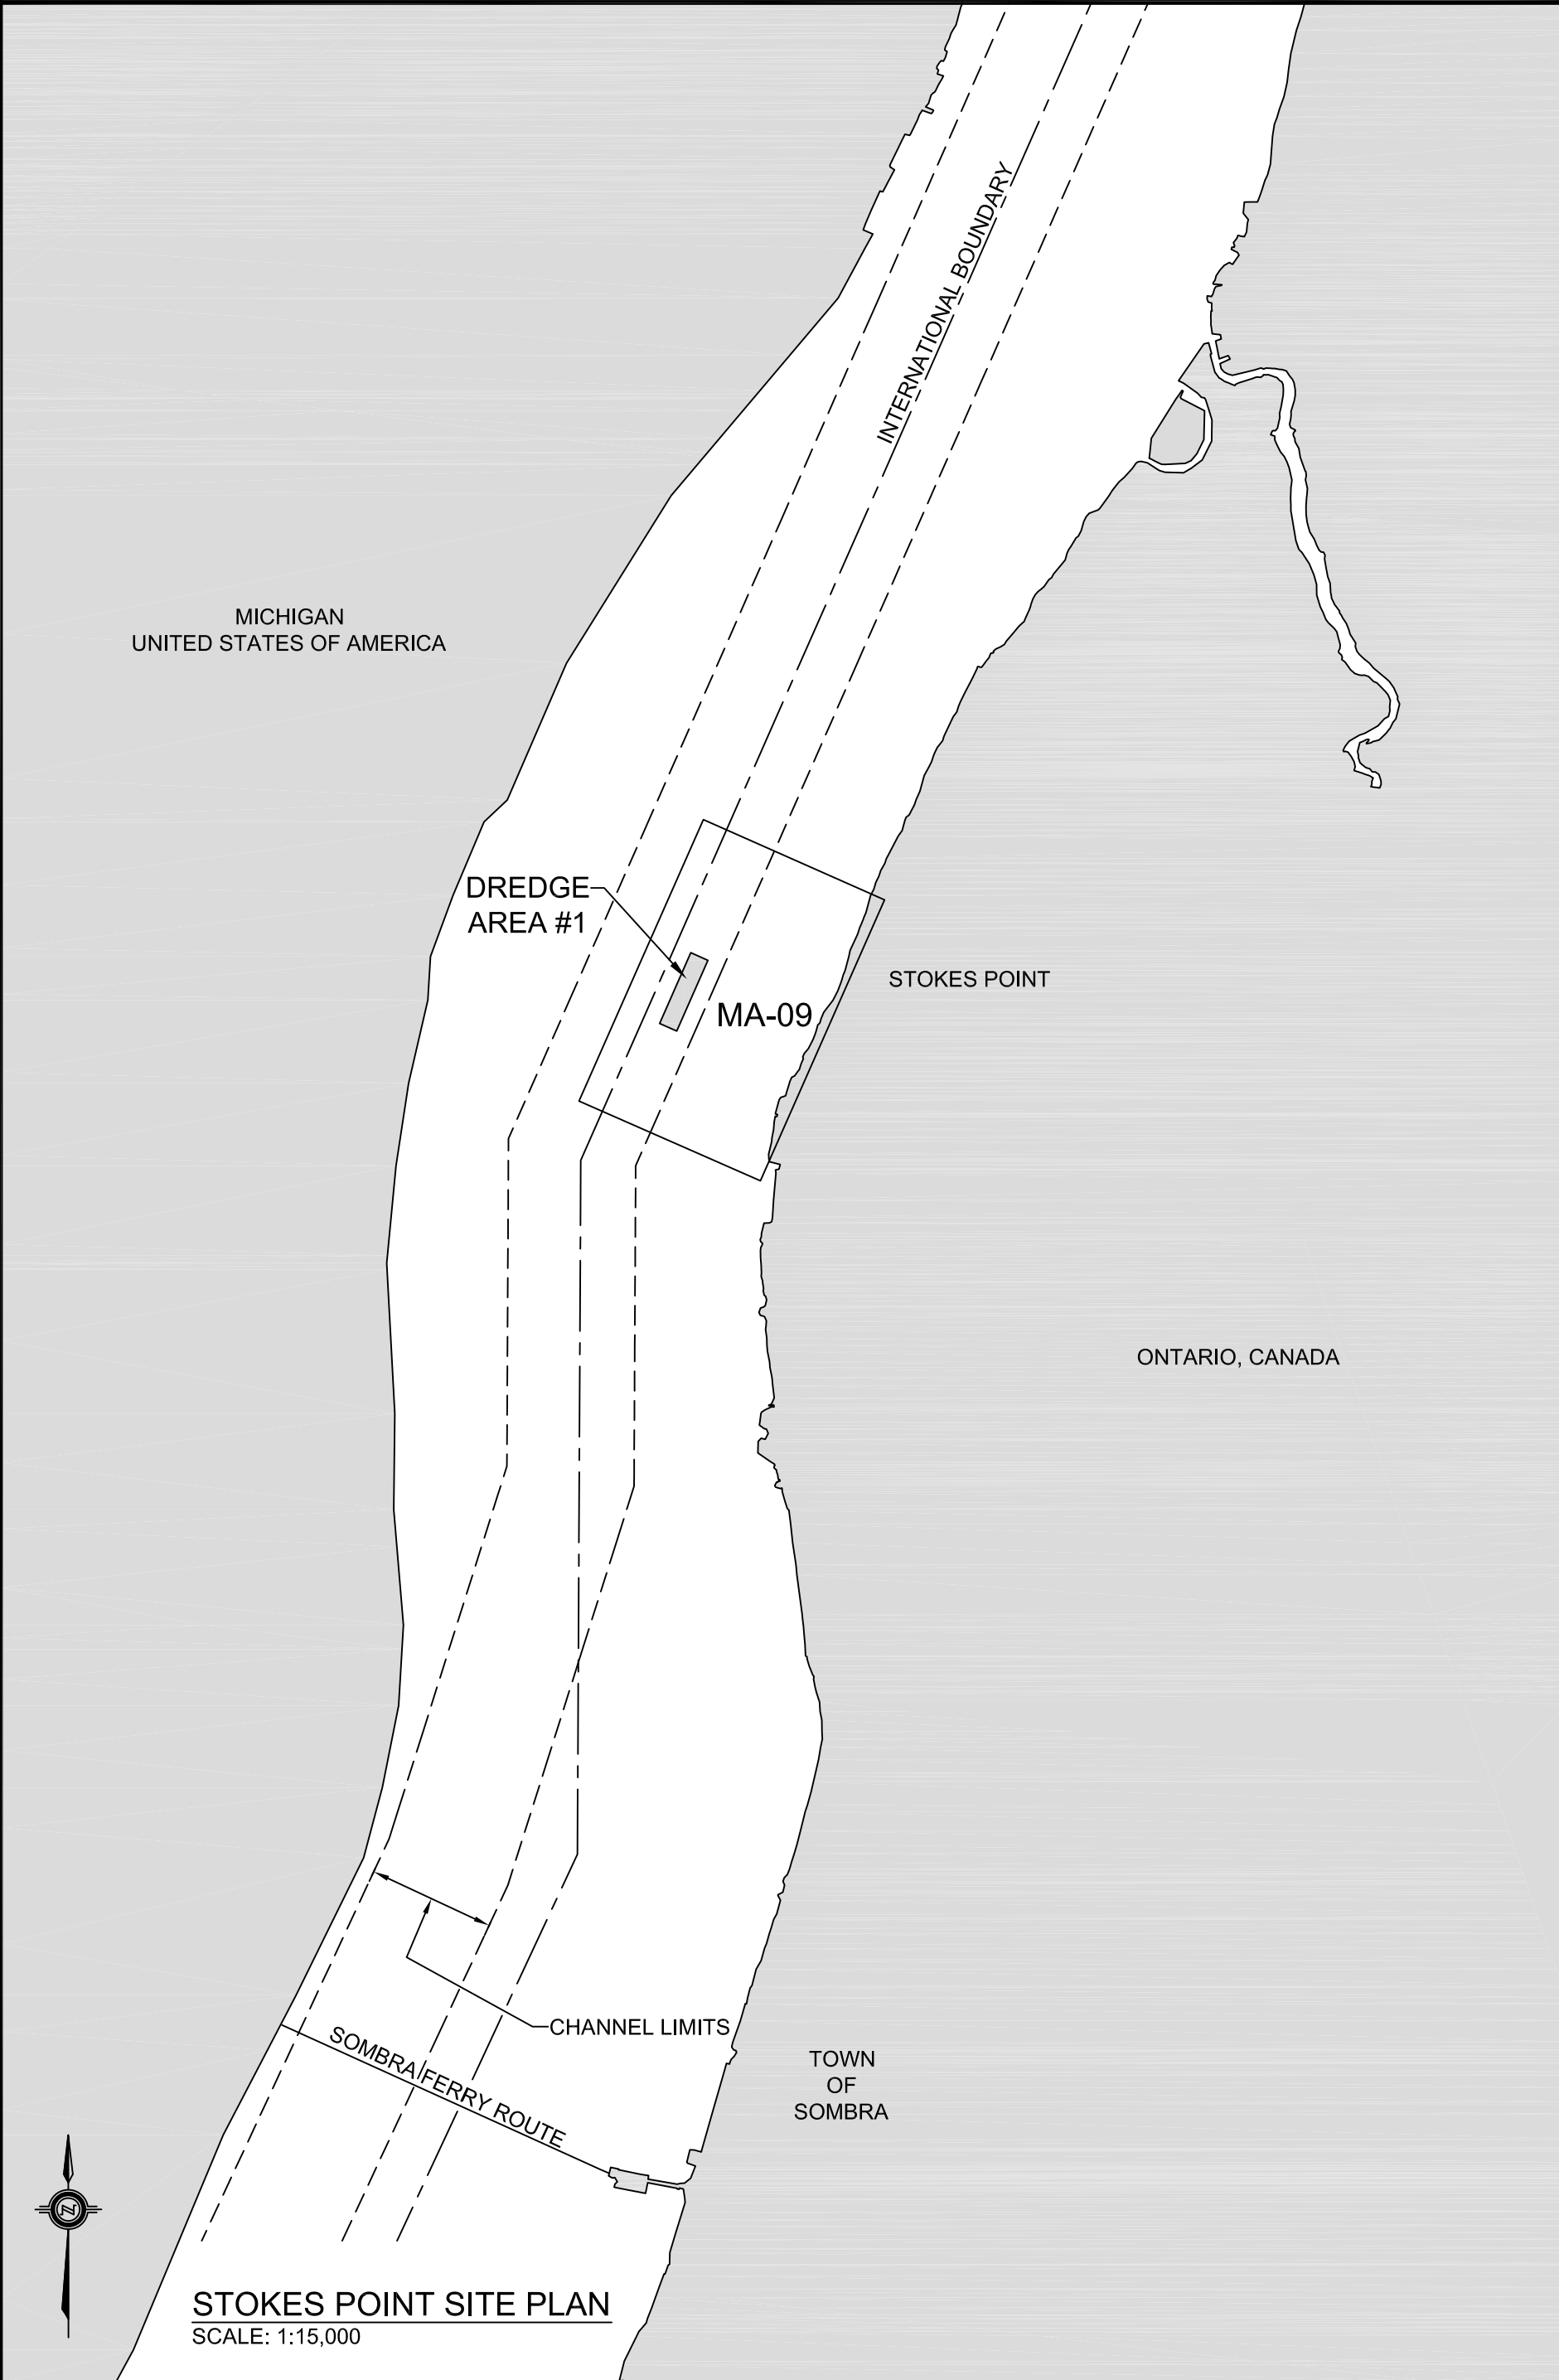 INTERNATIONAL BOUNDARY
MICHIGAN
UNITED STATES OF AMERICA
DREDGE
AREA #1
STOKES POINT
MA-09
ONTARIO, CANADA
CHANNEL LIMITS
SOMBRA FERRY ROUTE
TOWN
OF
SOMBRA
N
STOKES POINT SITE PLAN
SCALE: 1:15,000